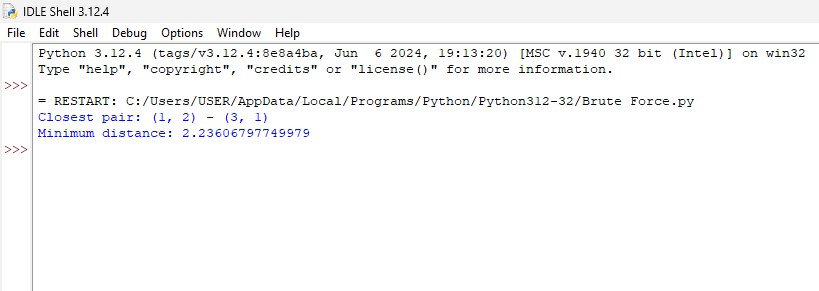 IDLE Shell 3.12.4
File Edit Shell Debug Options Window Help
Python 3.12.4 (tags/v3.12.4:8e8a4ba, Jun  6 2024, 19:13:20) [MSC v.1940 32 bit (Intel)] on win32
Type "help", "copyright", "credits" or "license()" for more information.
>>>
= RESTART: C:/Users/USER/AppData/Local/Programs/Python/Python312-32/Brute Force.py
Closest pair: (1, 2) - (3, 1)
Minimum distance: 2.23606797749979
>>>